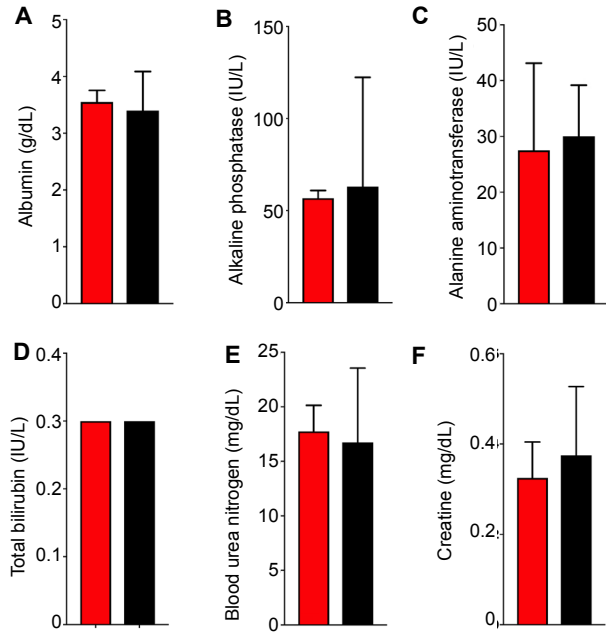 A
Albumin (g/dL)
5
4
3
2
1
0
B
Alkaline phosphatase (IU/L)
150
100
50
0
C
Alanine aminotransferase (IU/L)
50
40
30
20
10
0
D
Total bilirubin (IU/L)
0.4
0.3
0.2
0.1
0
E
Blood urea nitrogen (mg/dL)
25
20
15
10
5
0
F
Creatine (mg/dL)
0.6
0.4
0.2
0